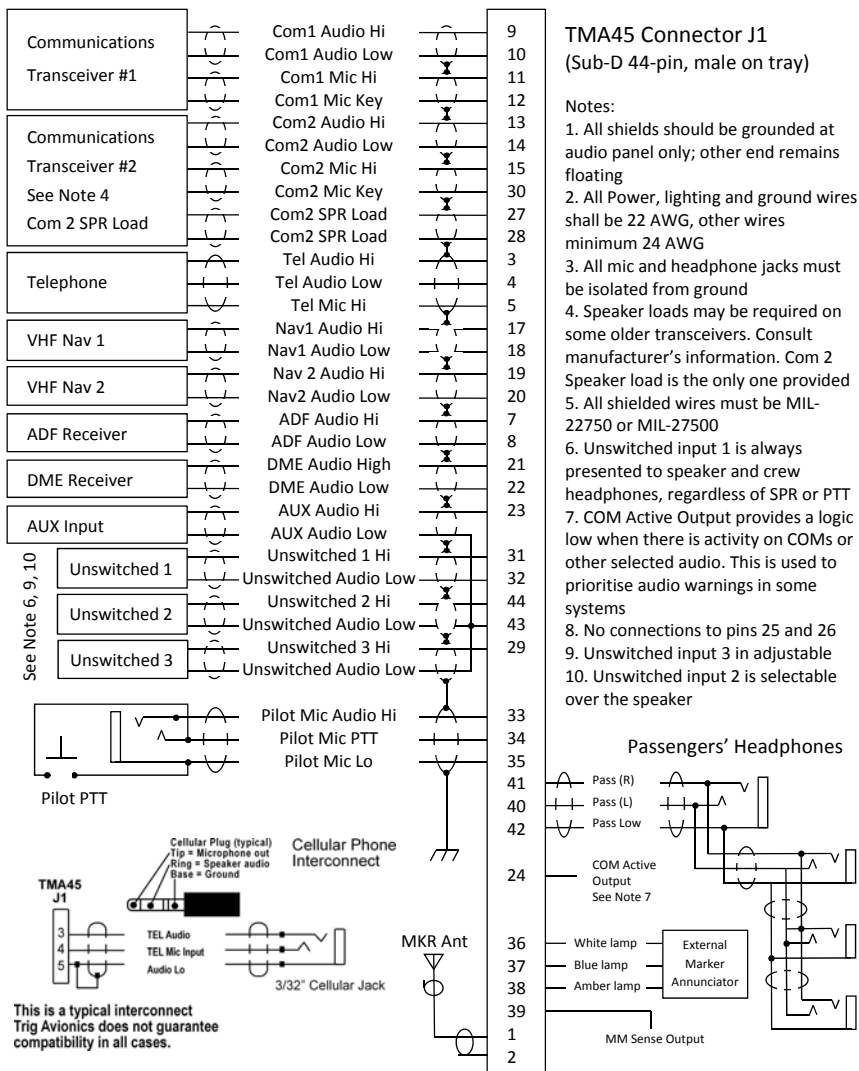 Communications
Transceiver #1
Communications
Transceiver #2
See Note 4
Com 2 SPR Load
Telephone
VHF Nav 1
VHF Nav 2
ADF Receiver
DME Receiver
AUX Input
See Note 6, 9, 10
Unswitched 1
Unswitched 2
Unswitched 3
Com1 Audio Hi 9
Com1 Audio Low 10
Com1 Mic Hi 11
Com1 Mic Key 12
Com2 Audio Hi 13
Com2 Audio Low 14
Com2 Mic Hi 15
Com2 Mic Key 30
Com2 SPR Load 27
Com2 SPR Load 28
Tel Audio Hi 3
Tel Audio Low 4
Tel Mic Hi 5
Nav1 Audio Hi 17
Nav1 Audio Low 18
Nav 2 Audio Hi 19
Nav2 Audio Low 20
ADF Audio Hi 7
ADF Audio Low 8
DME Audio High 21
DME Audio Low 22
AUX Audio Hi 23
AUX Audio Low
Unswitched 1 Hi 31
Unswitched Audio Low 32
Unswitched 2 Hi 44
Unswitched Audio Low 43
Unswitched 3 Hi 29
Unswitched Audio Low
Pilot Mic Audio Hi 33
Pilot Mic PTT 34
Pilot Mic Lo 35
Pilot PTT
TMA45 Connector J1
(Sub-D 44-pin, male on tray)
Notes:
1. All shields should be grounded at
audio panel only; other end remains
floating
2. All Power, lighting and ground wires
shall be 22 AWG, other wires
minimum 24 AWG
3. All mic and headphone jacks must
be isolated from ground
4. Speaker loads may be required on
some older transceivers. Consult
manufacturer's information. Com 2
Speaker load is the only one provided
5. All shielded wires must be MIL-
22750 or MIL-27500
6. Unswitched input 1 is always
presented to speaker and crew
headphones, regardless of SPR or PTT
7. COM Active Output provides a logic
low when there is activity on COMs or
other selected audio. This is used to
prioritise audio warnings in some
systems
8. No connections to pins 25 and 26
9. Unswitched input 3 in adjustable
10. Unswitched input 2 is selectable
over the speaker
Passengers' Headphones
41 Pass (R)
40 Pass (L)
42 Pass Low
24 COM Active
Output
See Note 7
36 White lamp
37 Blue lamp
38 Amber lamp
External
Marker
Annunciator
39
MM Sense Output
1
2
MKR Ant
Cellular Phone
Interconnect
Cellular Plug (typical)
Tip = Microphone out
Ring = Speaker audio
Base = Ground
TMA45
J1
3 TEL Audio
4 TEL Mic Input
5 Audio Lo
3/32" Cellular Jack
This is a typical interconnect
Trig Avionics does not guarantee
compatibility in all cases.